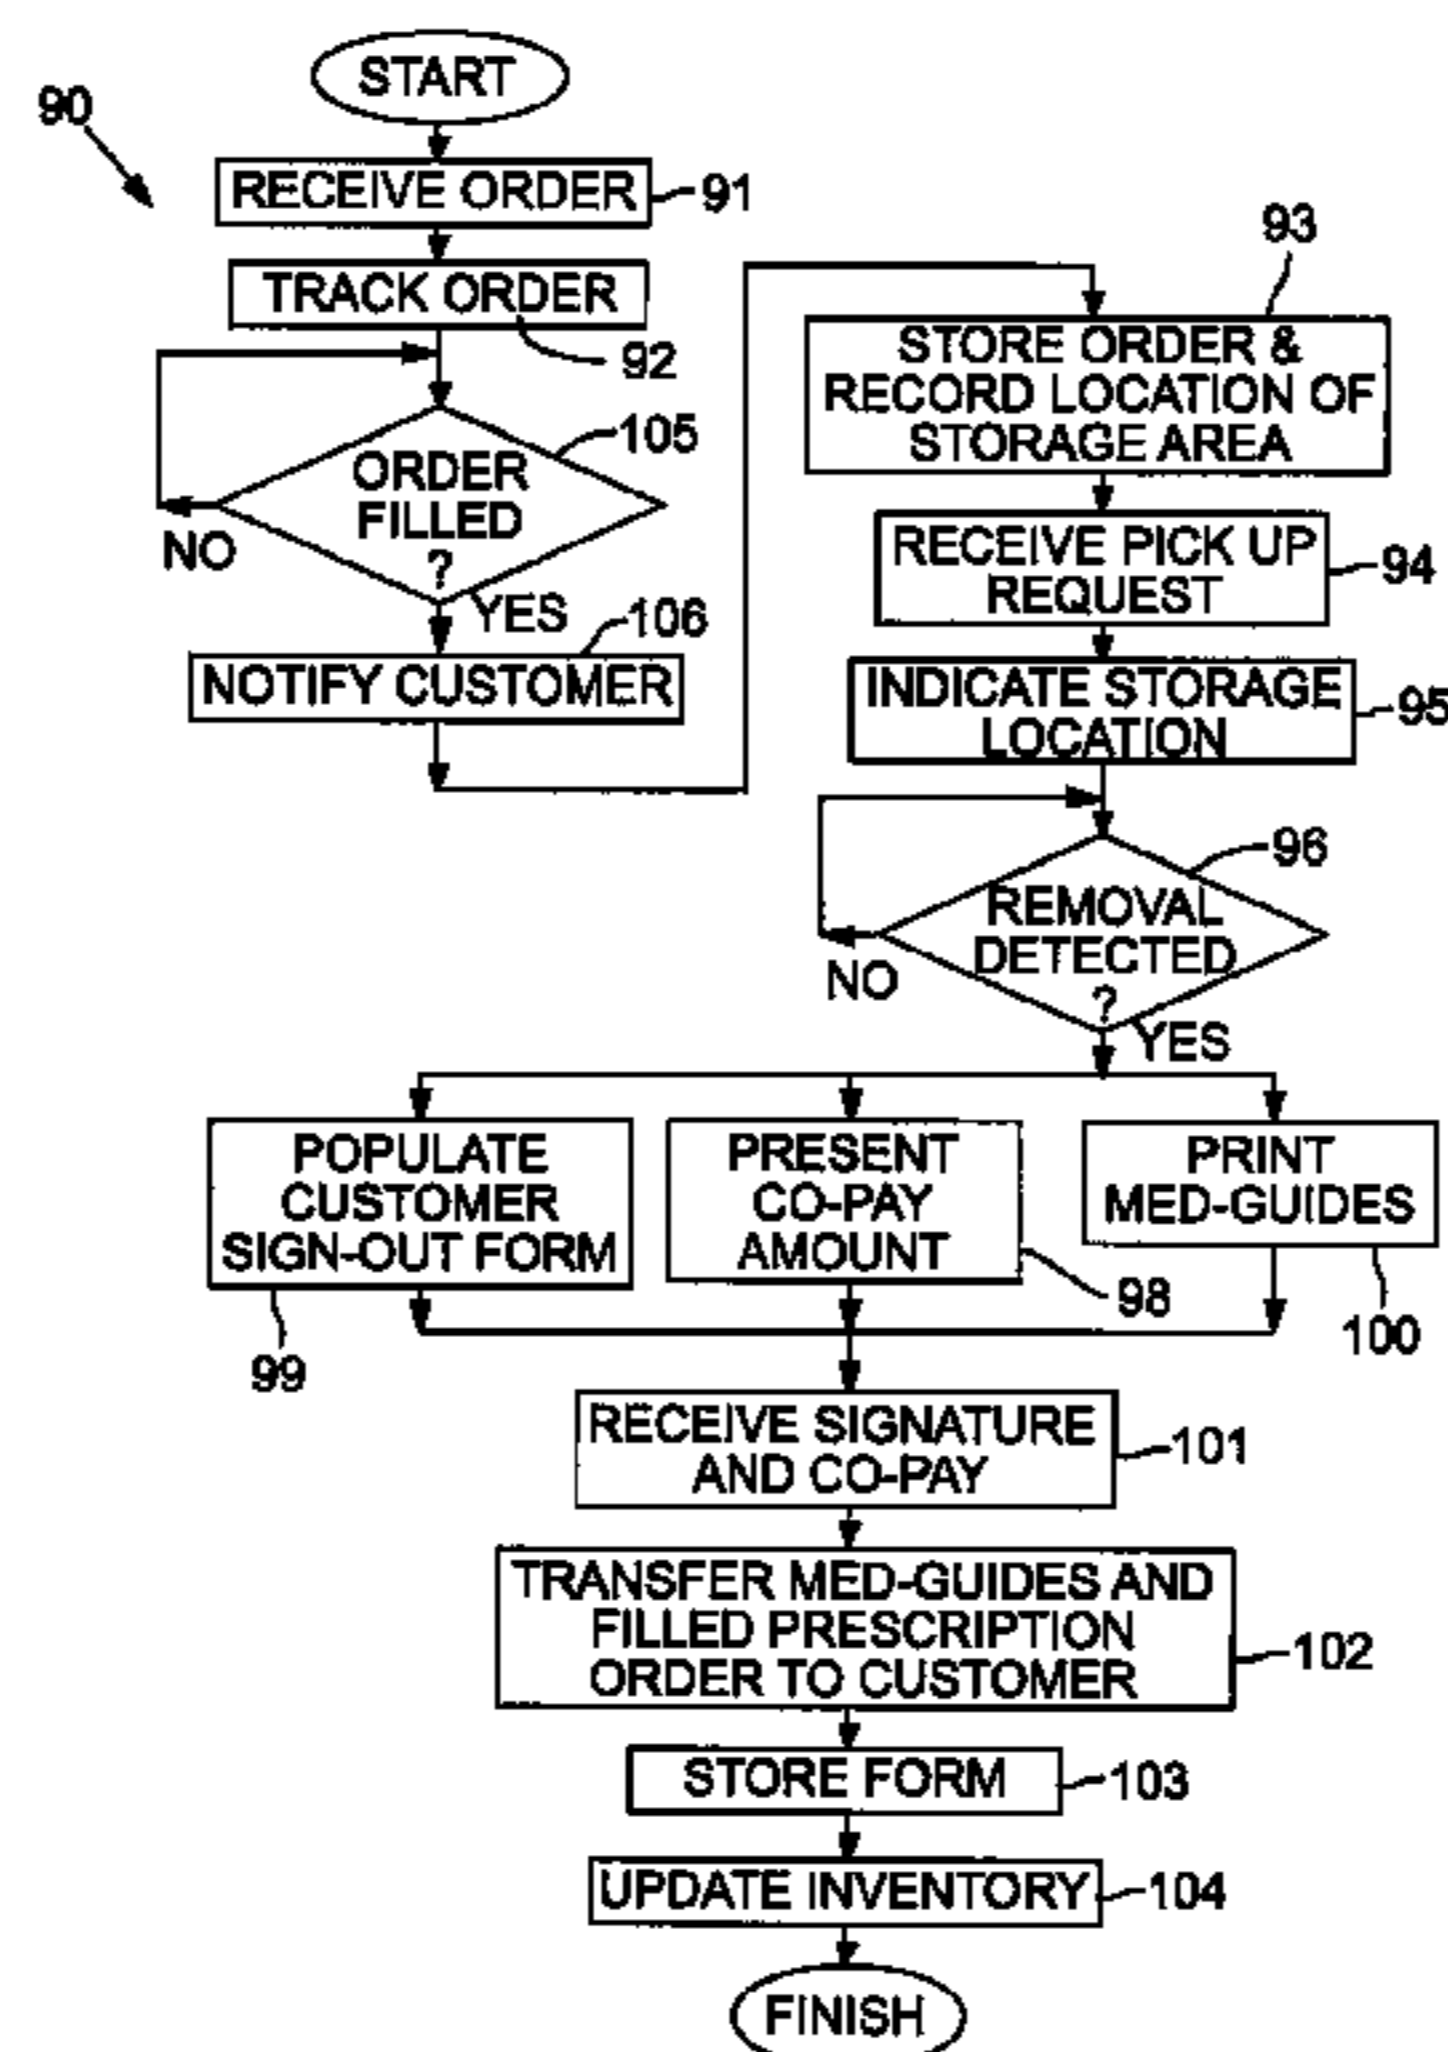 START
90
RECEIVE ORDER
91
TRACK ORDER
92
ORDER
FILLED
?
105
NO
YES
NOTIFY CUSTOMER
106
93
STORE ORDER &
RECORD LOCATION OF
STORAGE AREA
RECEIVE PICK UP
REQUEST
94
INDICATE STORAGE
LOCATION
95
REMOVAL
DETECTED
?
96
NO
YES
POPULATE
CUSTOMER
SIGN-OUT FORM
99
PRESENT
CO-PAY
AMOUNT
98
PRINT
MED-GUIDES
100
RECEIVE SIGNATURE
AND CO-PAY
101
TRANSFER MED-GUIDES AND
FILLED PRESCRIPTION
ORDER TO CUSTOMER
102
STORE FORM
103
UPDATE INVENTORY
104
FINISH